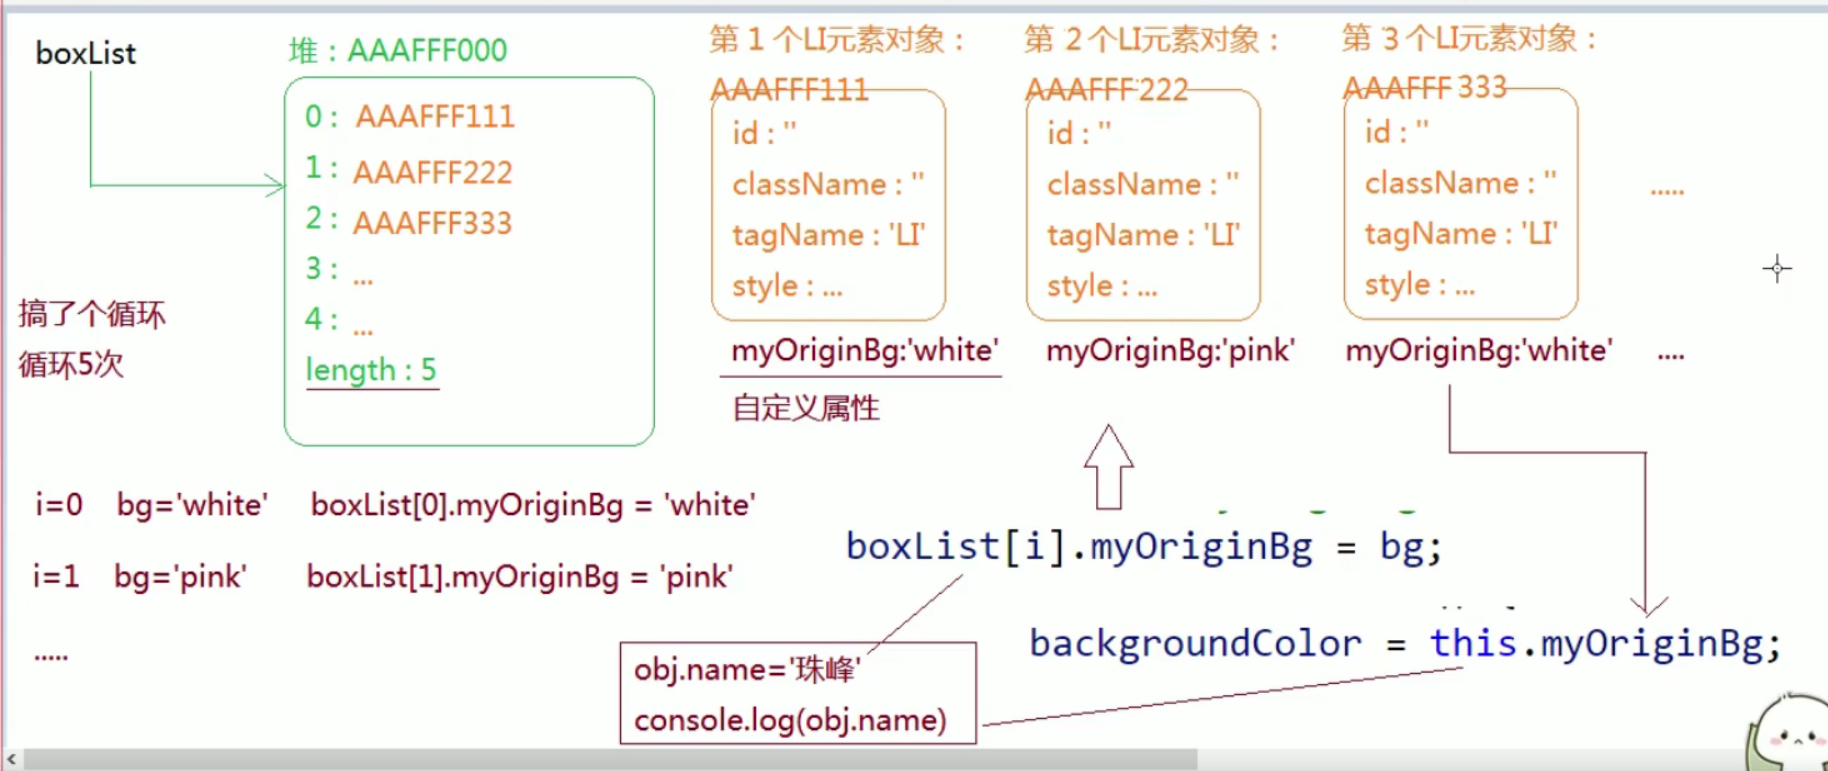 boxList
堆：AAAFFF000
0 : AAAFFF111
1 : AAAFFF222
2 : AAAFFF333
3 : ...
4 : ...
length : 5
搞了个循环
循环5次
第 1 个LI元素对象：
AAAFFF111
id : ''
className : ''
tagName : 'LI'
style : ...
myOriginBg:'white'
自定义属性
第 2 个LI元素对象：
AAAFFF 222
id : ''
className : ''
tagName : 'LI'
style : ...
myOriginBg:'pink'
第 3 个LI元素对象：
AAAFFF 333
id : ''
className : ''
tagName : 'LI'
style : ...
myOriginBg:'white'
.....
....
i=0 bg='white' boxList[0].myOriginBg = 'white'
i=1 bg='pink' boxList[1].myOriginBg = 'pink'
.....
boxList[i].myOriginBg = bg;
backgroundColor = this.myOriginBg;
obj.name='珠峰'
console.log(obj.name)